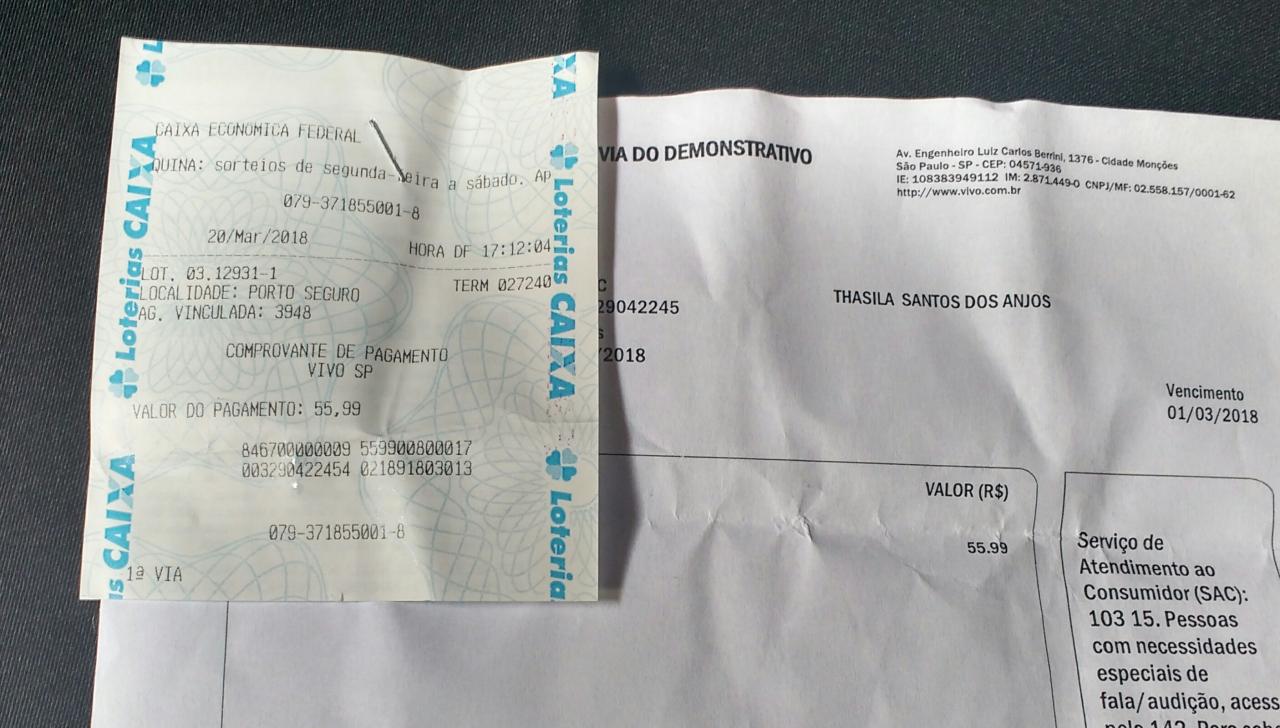 Loterias CAIXA
CAIXA ECONOMICA FEDERAL
QUINA: sorteios de segunda-feira a sábado. Ap
079-371855001-8
20/Mar/2018
HORA DF 17:12:04
LOT. 03.12931-1
TERM 027240
LOCALIDADE: PORTO SEGURO
AG. VINCULADA: 3948
COMPROVANTE DE PAGAMENTO
VIVO SP
VALOR DO PAGAMENTO: 55,99
846700000009 559900800017
003290422454 021891803013
079-371855001-8
1ª VIA
Loterias CAIXA
CAIXA
XA
Loteria
VIA DO DEMONSTRATIVO
Av. Engenheiro Luiz Carlos Berrini, 1376 - Cidade Monções
São Paulo - SP - CEP: 04571-936
IE: 108383949112 IM: 2.871.449-0 CNPJ/MF: 02.558.157/0001-62
http://www.vivo.com.br
29042245
/2018
THASILA SANTOS DOS ANJOS
Vencimento
01/03/2018
VALOR (R$)
55.99
Serviço de
Atendimento ao
Consumidor (SAC):
103 15. Pessoas
com necessidades
especiais de
fala/audição, acess